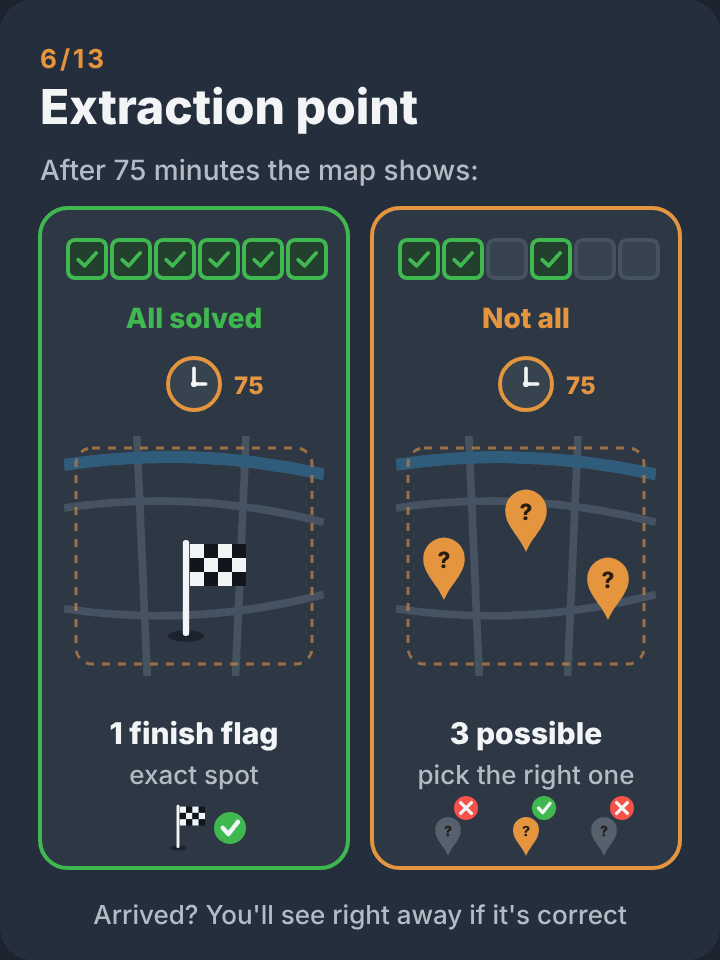 6/13
Extraction point
After 75 minutes the map shows:
All solved
75
1 finish flag
exact spot
Not all
75
?
?
?
3 possible
pick the right one
?
?
?
Arrived? You'll see right away if it's correct